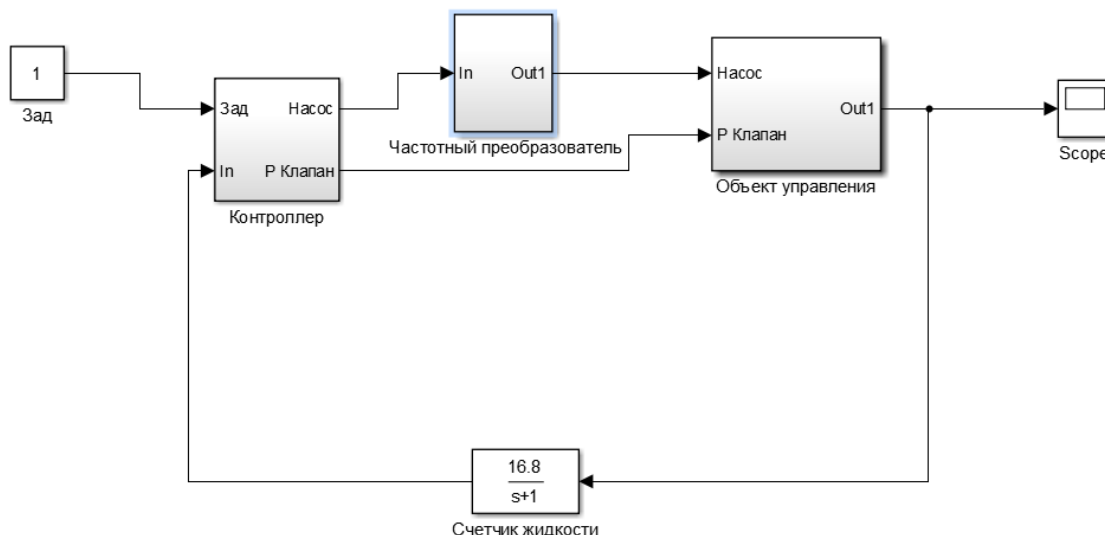 1
Зад
Зад
In
Насос
Р Клапан
Контроллер
In
Out1
Частотный преобразователь
Насос
Р Клапан
Out1
Объект управления
Scope
16.8
s+1
Счетчик жидкости